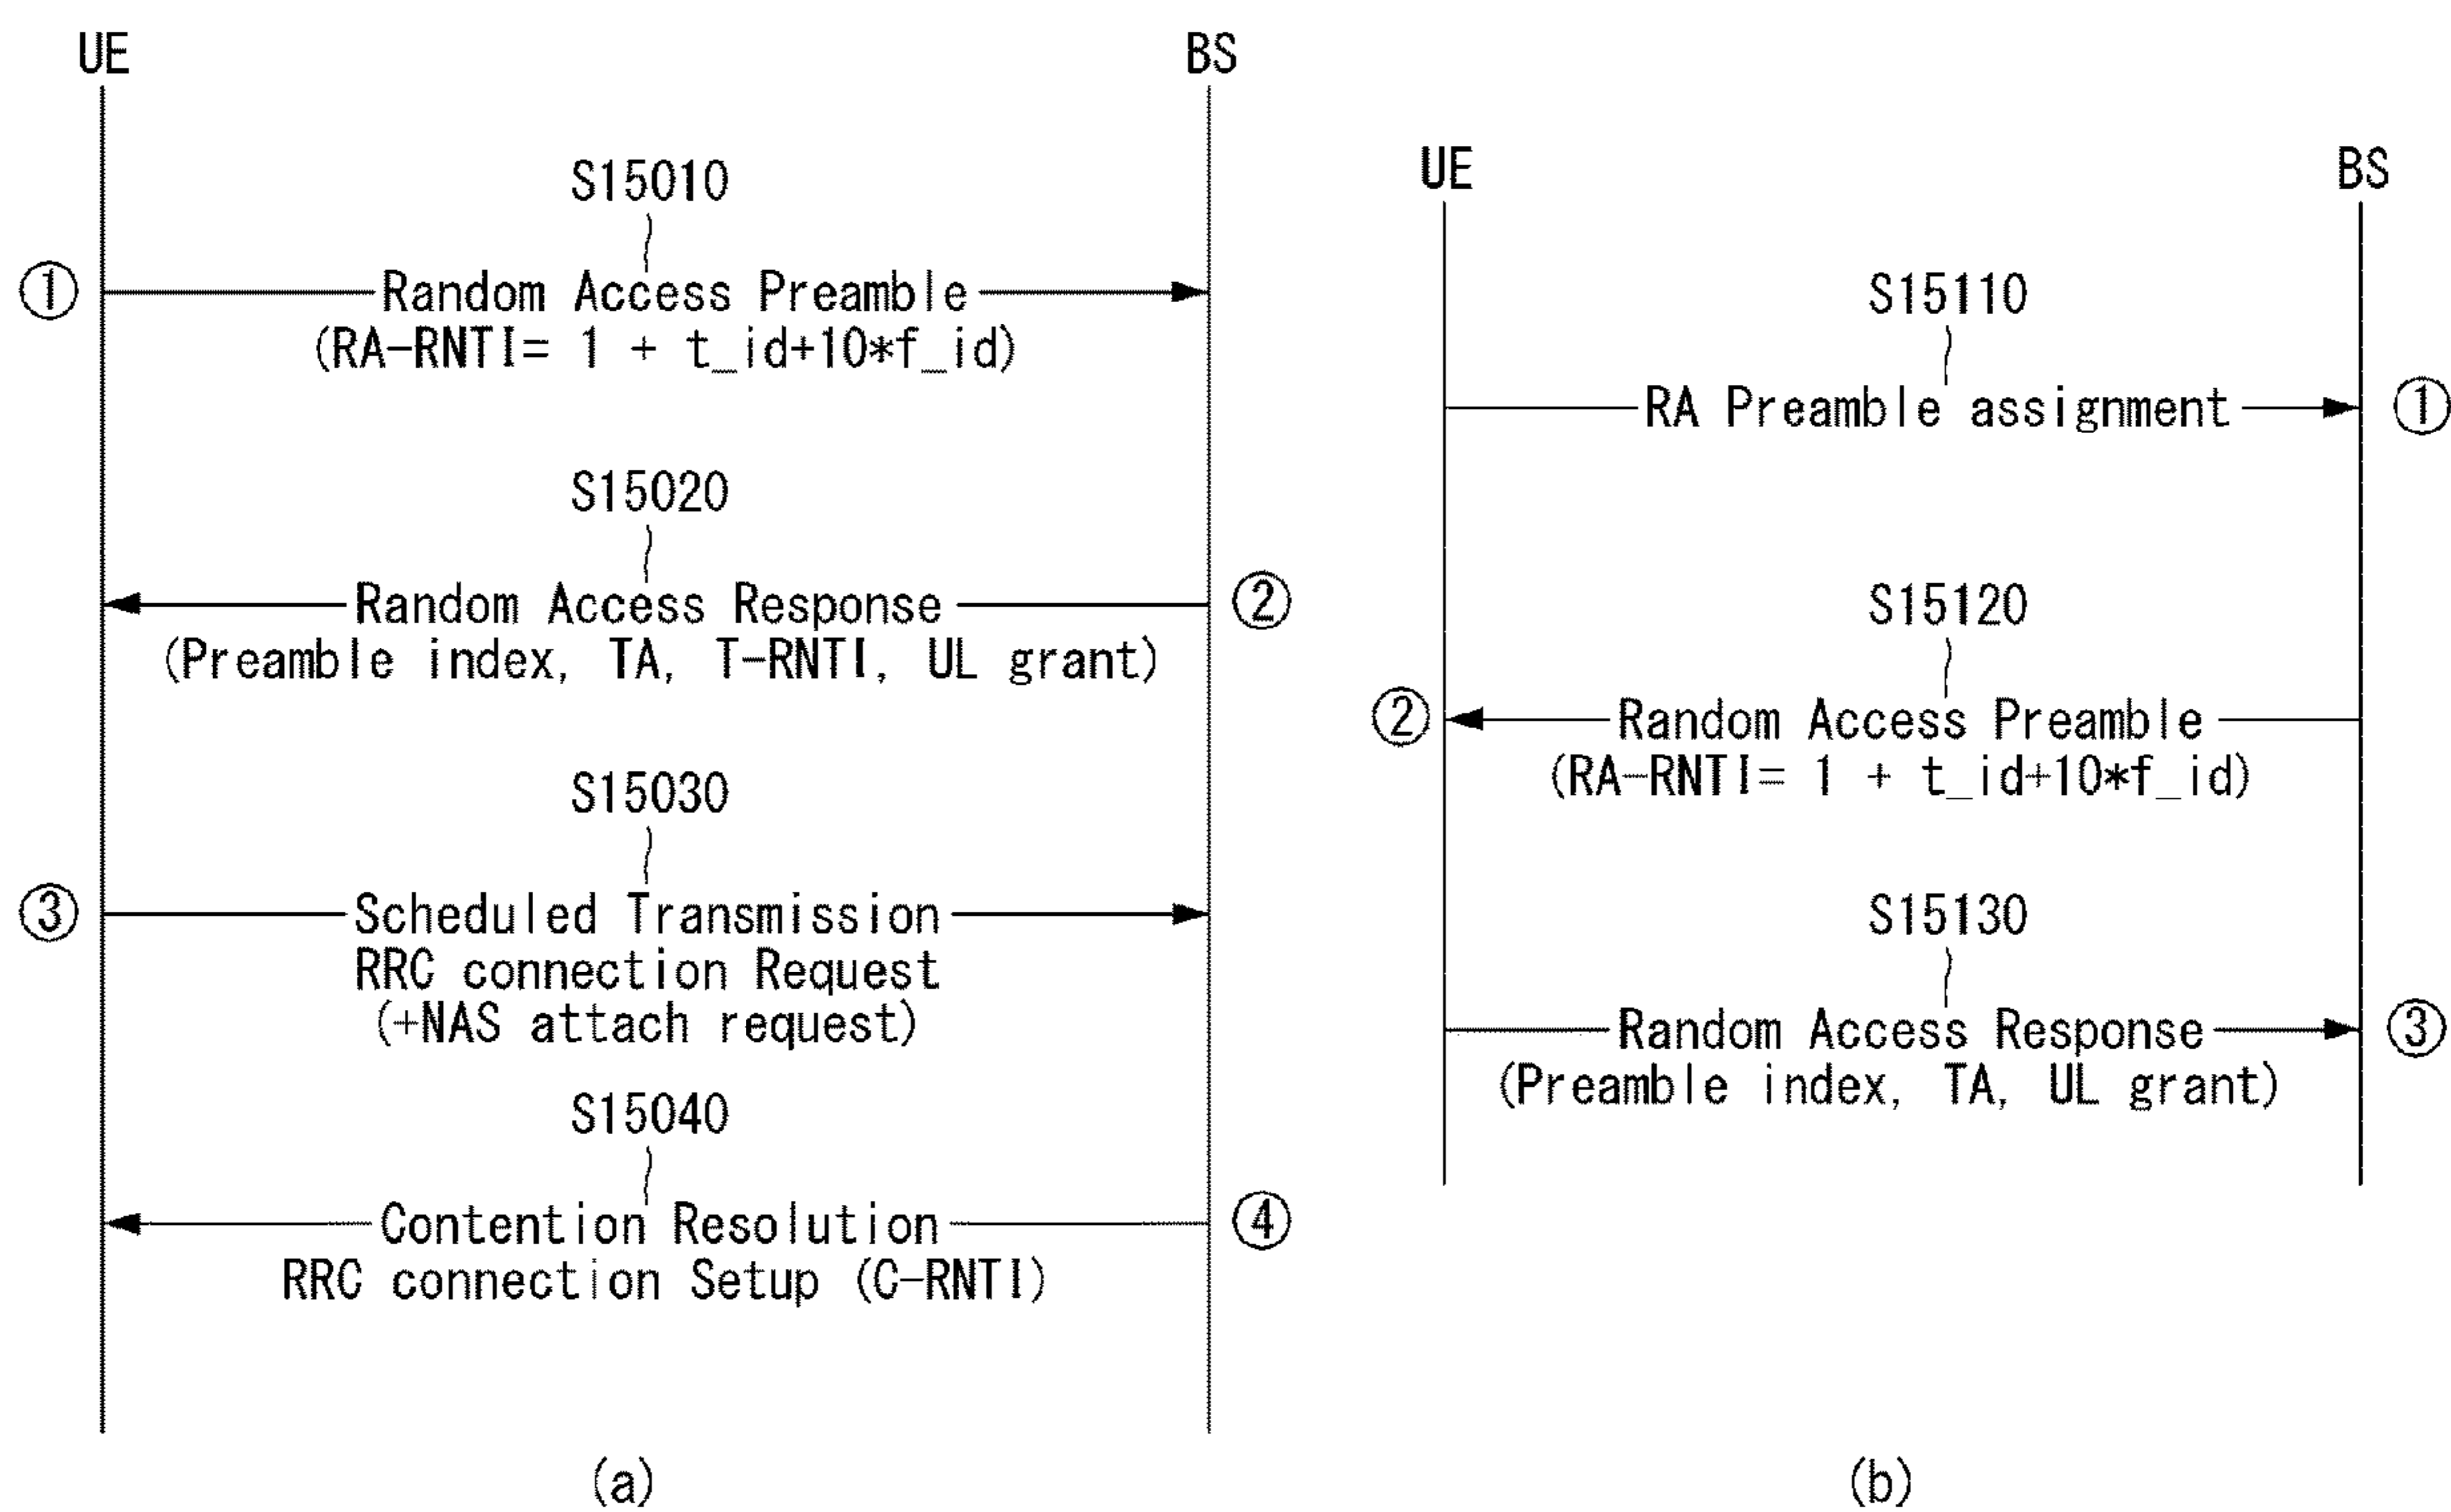 UE
BS
S15010
① Random Access Preamble
(RA-RNTI= 1 + t_id+10*f_id)
S15020
Random Access Response ②
(Preamble index, TA, T-RNTI, UL grant)
S15030
③ Scheduled Transmission
RRC connection Request
(+NAS attach request)
S15040
Contention Resolution ④
RRC connection Setup (C-RNTI)
(a)
UE
BS
S15110
RA Preamble assignment ①
S15120
② Random Access Preamble
(RA-RNTI= 1 + t_id+10*f_id)
S15130
Random Access Response ③
(Preamble index, TA, UL grant)
(b)